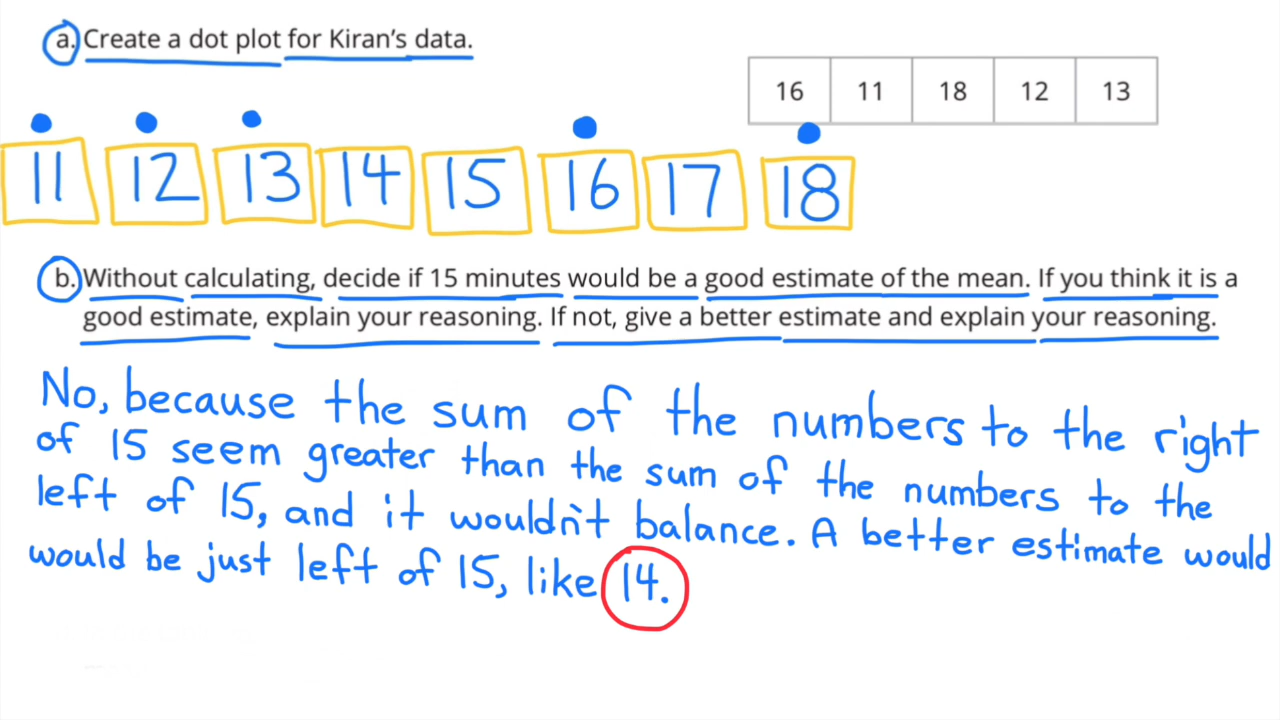 a. Create a dot plot for Kiran's data.
16 11 18 12 13
11 12 13 14 15 16 17 18
b. Without calculating, decide if 15 minutes would be a good estimate of the mean. If you think it is a
good estimate, explain your reasoning. If not, give a better estimate and explain your reasoning.
No, because the sum of the numbers to the right
of 15 seem greater than the sum of the numbers to the
left of 15, and it wouldn't balance. A better estimate would
would be just left of 15, like 14.